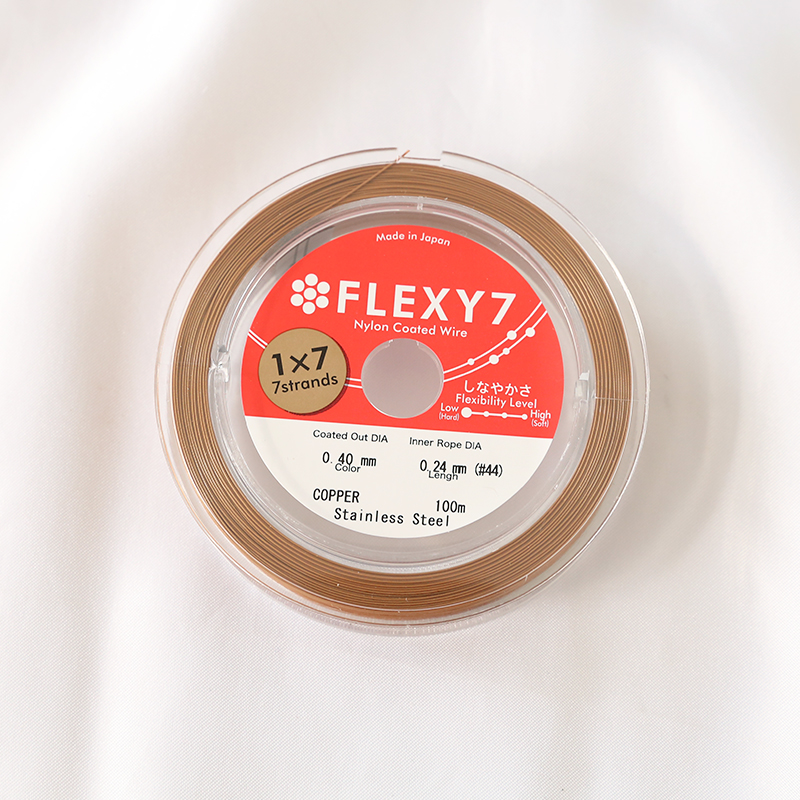 Made in Japan
FLEXY7
Nylon Coated Wire
1×7
7strands
しなやかさ
Flexibility Level
Low High
(Hard) (Soft)
Coated Out DIA Inner Rope DIA
0.40 mm 0.24 mm (#44)
Color Lengh
COPPER 100m
Stainless Steel